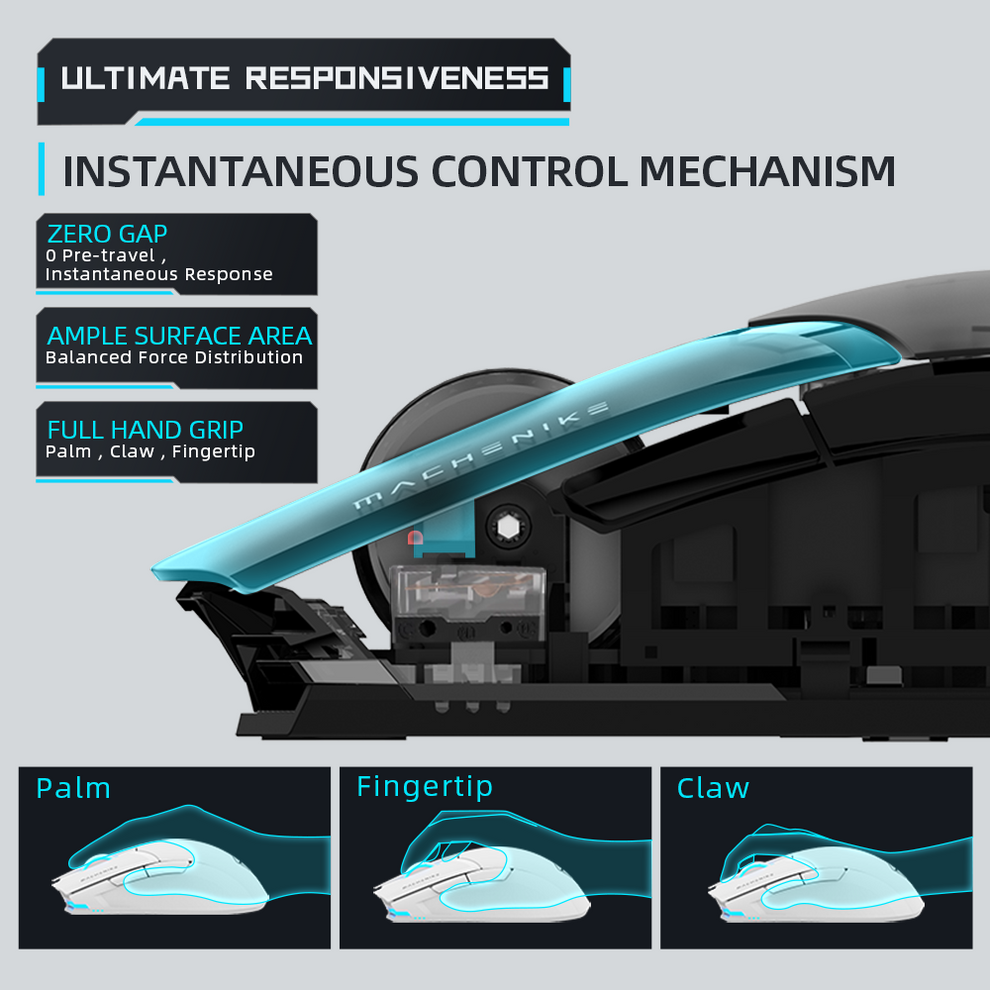 ULTIMATE RESPONSIVENESS
INSTANTANEOUS CONTROL MECHANISM
ZERO GAP
0 Pre-travel ,
Instantaneous Response
AMPLE SURFACE AREA
Balanced Force Distribution
FULL HAND GRIP
Palm , Claw , Fingertip
MACHENIKE
Palm
Fingertip
Claw